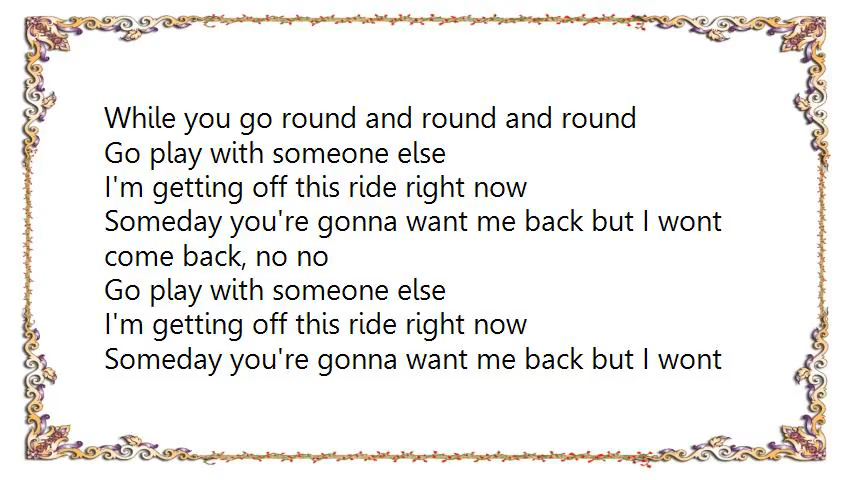 While you go round and round and round
Go play with someone else
I'm getting off this ride right now
Someday you're gonna want me back but I wont
come back, no no
Go play with someone else
I'm getting off this ride right now
Someday you're gonna want me back but I wont